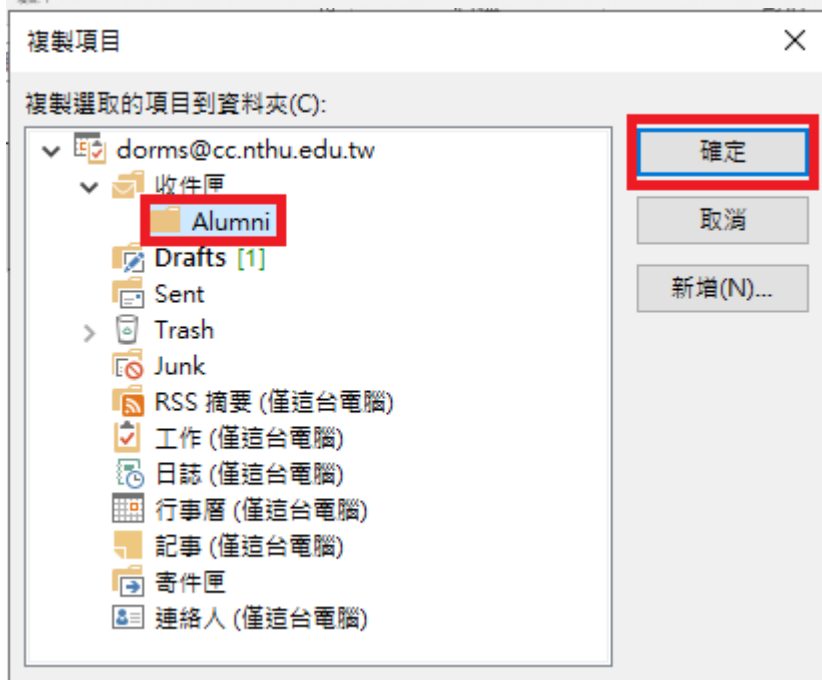 複製項目
複製選取的項目到資料夾(C):
dorms@cc.nthu.edu.tw
收件匣
Alumni
Drafts [1]
Sent
Trash
Junk
RSS 摘要 (僅這台電腦)
工作 (僅這台電腦)
日誌 (僅這台電腦)
行事曆 (僅這台電腦)
記事 (僅這台電腦)
寄件匣
連絡人 (僅這台電腦)
確定
取消
新增(N)...